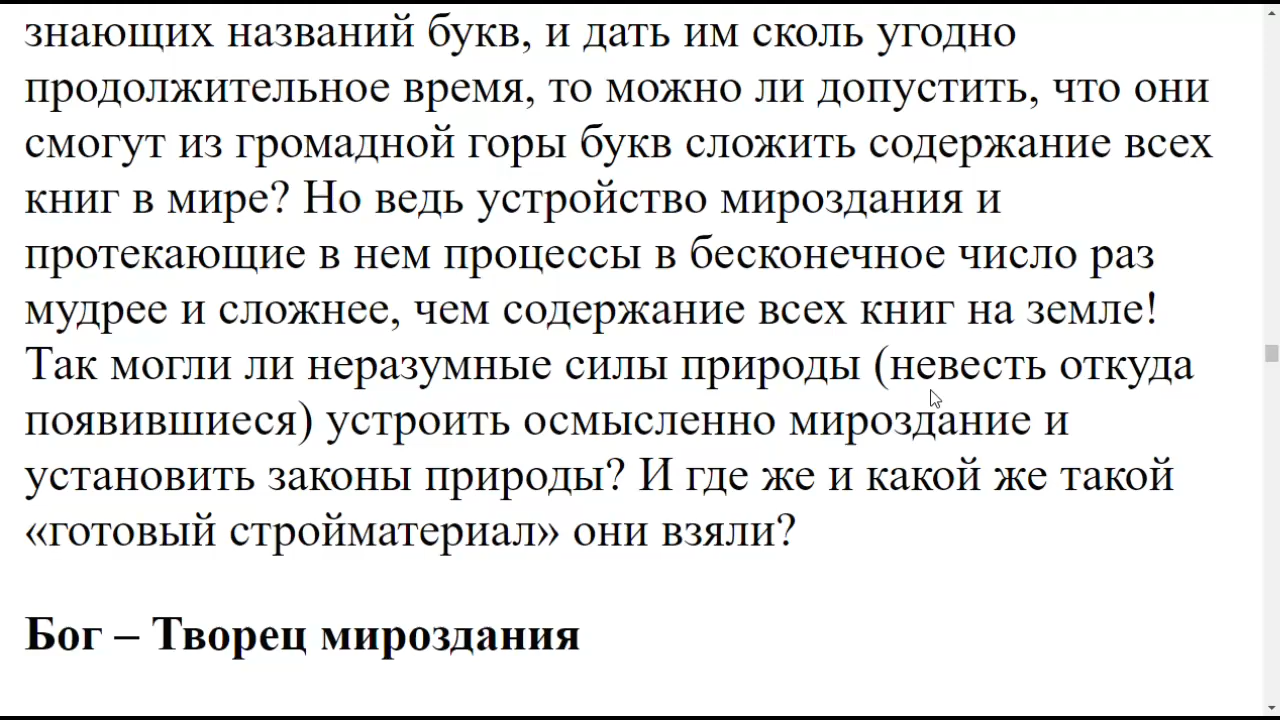 знающих названий букв, и дать им сколь угодно
продолжительное время, то можно ли допустить, что они
смогут из громадной горы букв сложить содержание всех
книг в мире? Но ведь устройство мироздания и
протекающие в нем процессы в бесконечное число раз
мудрее и сложнее, чем содержание всех книг на земле!
Так могли ли неразумные силы природы (невесть откуда
появившиеся) устроить осмысленно мироздание и
установить законы природы? И где же и какой же такой
«готовый стройматериал» они взяли?
Бог – Творец мироздания